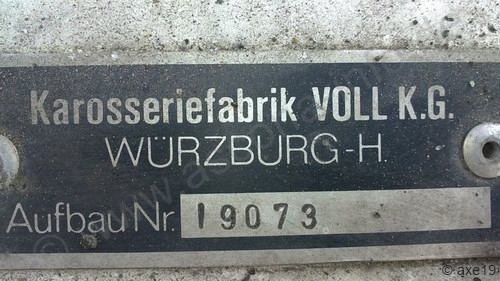 Karosseriefabrik VOLL K.G.
WÜRZBURG-H.
Aufbau Nr. 19073
© axe19